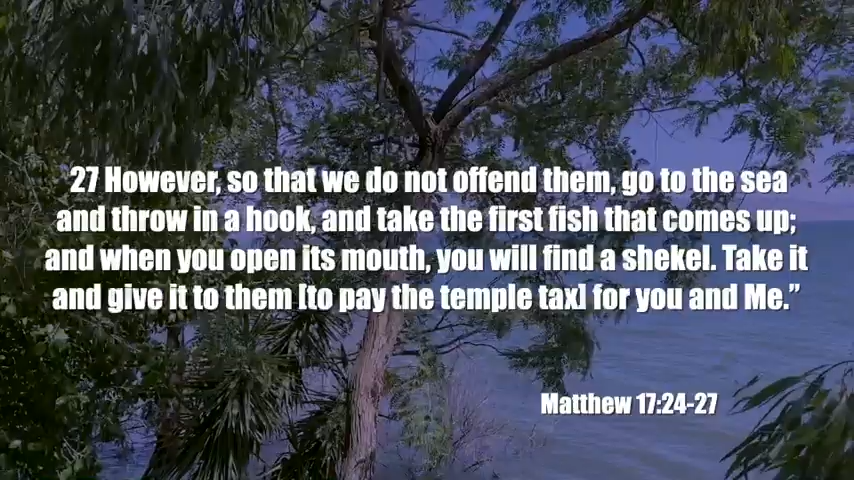 27 However, so that we do not offend them, go to the sea
and throw in a hook, and take the first fish that comes up;
and when you open its mouth, you will find a shekel. Take it
and give it to them [to pay the temple tax] for you and Me.”
Matthew 17:24-27